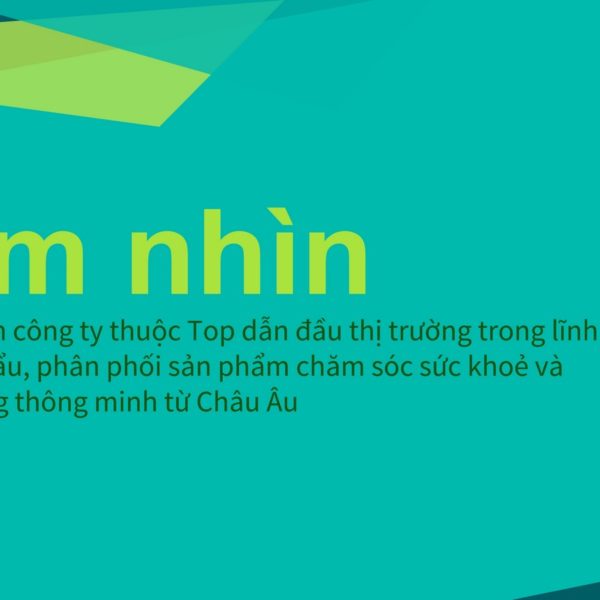 m nhìn
công ty thuộc Top dẫn đầu thị trường trong lĩnh
phân phối sản phẩm chăm sóc sức khoẻ và
thông minh từ Châu Âu